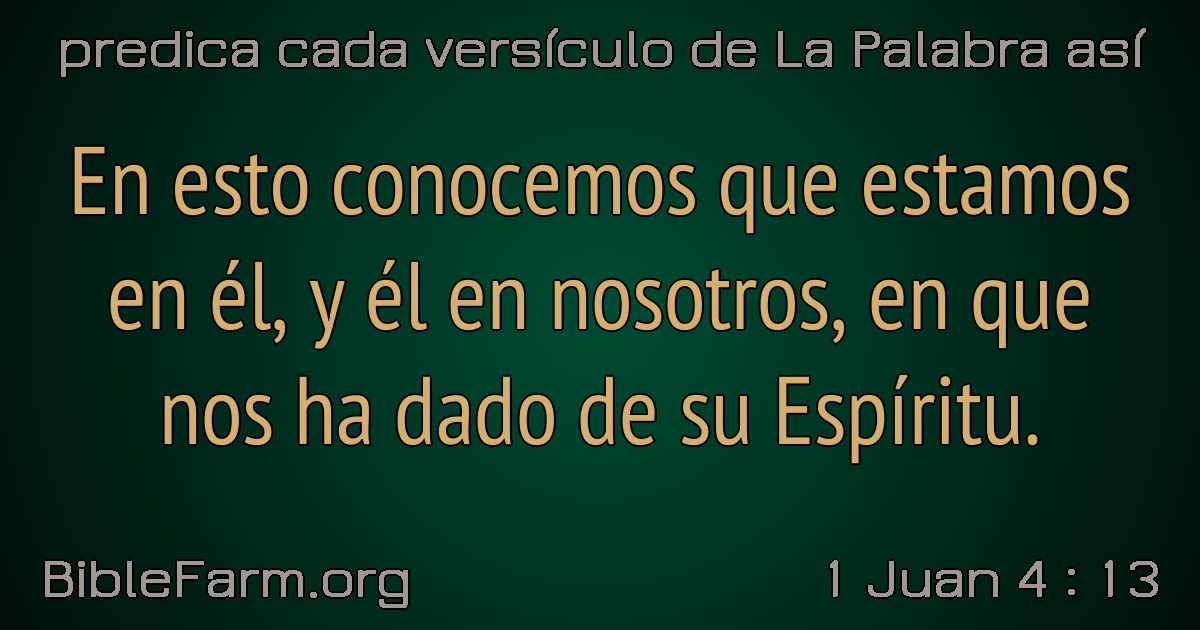 predica cada versículo de La Palabra así
En esto conocemos que estamos
en él, y él en nosotros, en que
nos ha dado de su Espíritu.
BibleFarm.org
1 Juan 4 : 13